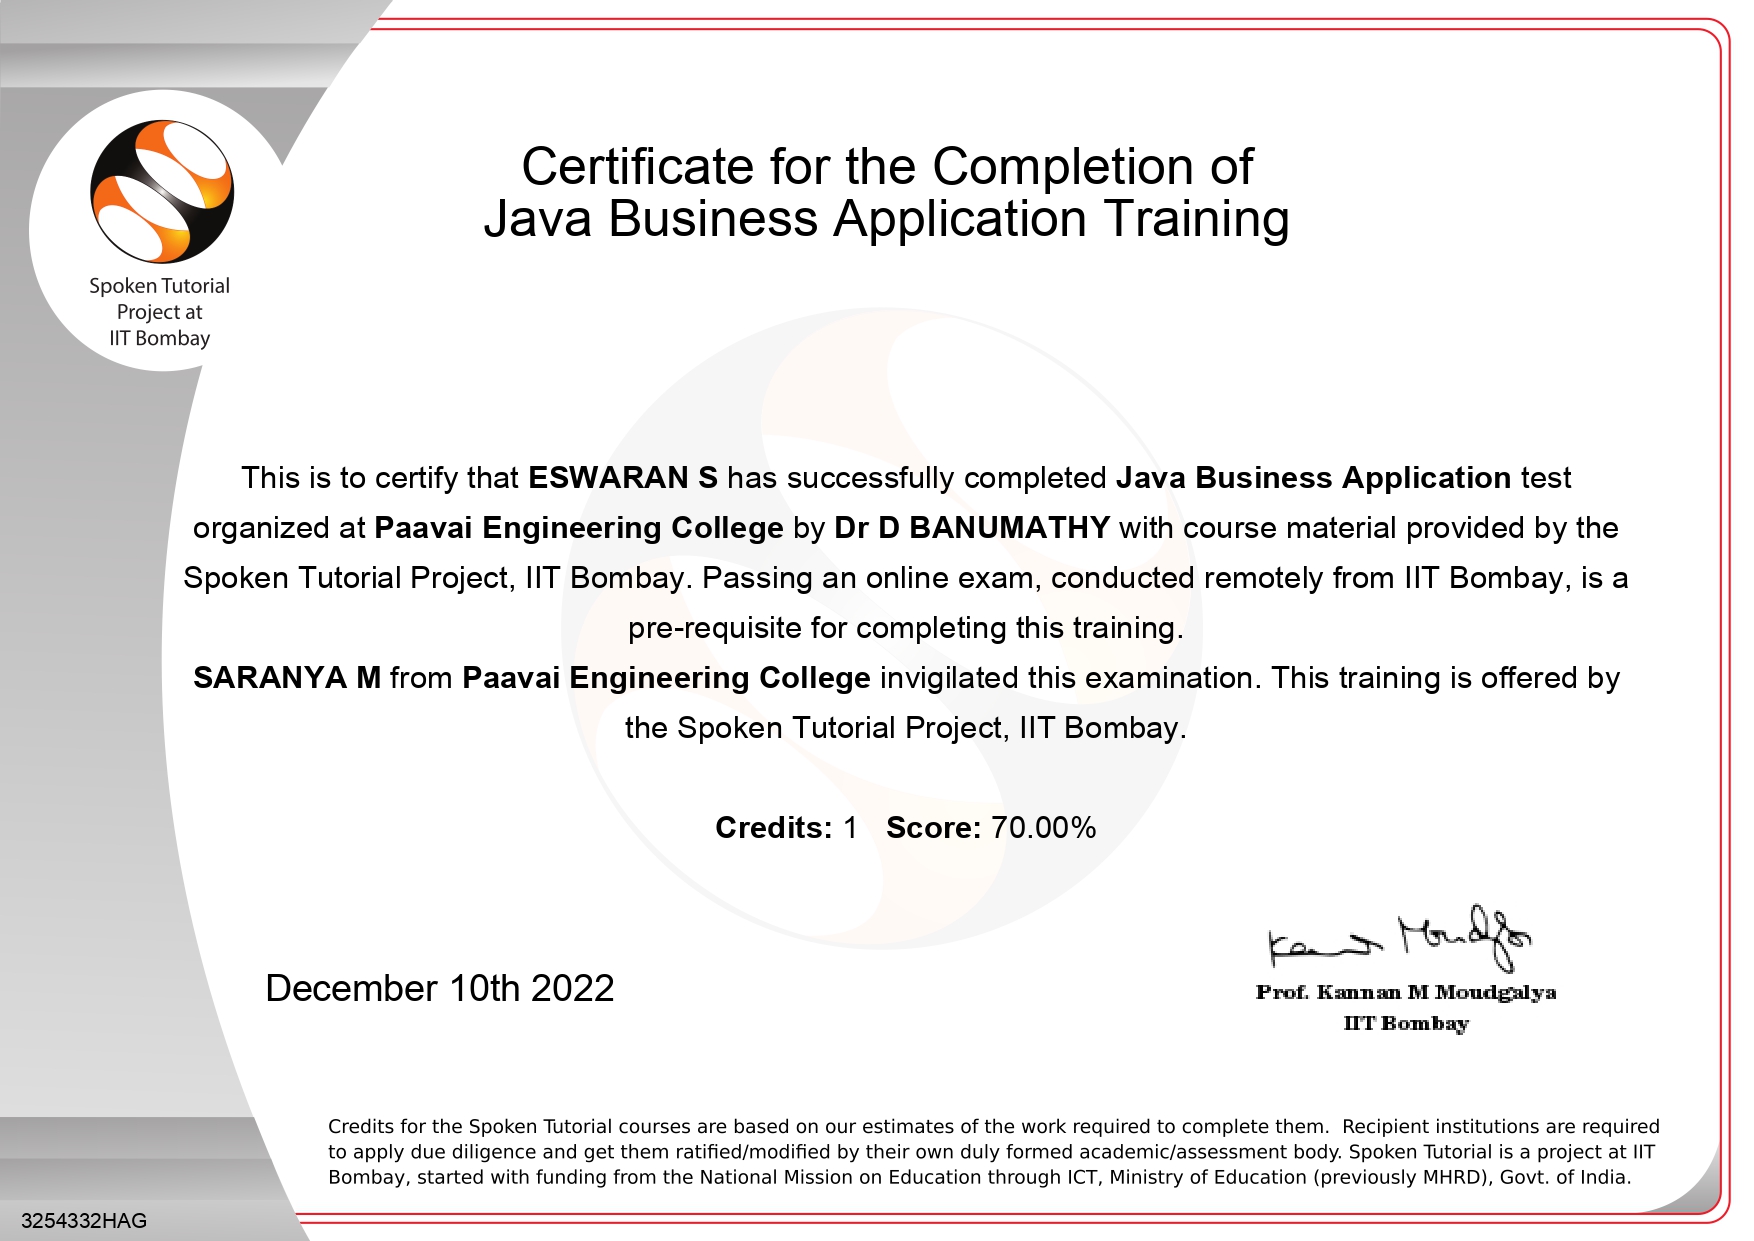 Spoken Tutorial
Project at
IIT Bombay
Certificate for the Completion of
Java Business Application Training
This is to certify that ESWARAN S has successfully completed Java Business Application test
organized at Paavai Engineering College by Dr D BANUMATHY with course material provided by the
Spoken Tutorial Project, IIT Bombay. Passing an online exam, conducted remotely from IIT Bombay, is a
pre-requisite for completing this training.
SARANYA M from Paavai Engineering College invigilated this examination. This training is offered by
the Spoken Tutorial Project, IIT Bombay.
Credits: 1 Score: 70.00%
December 10th 2022
Kannan Moudgalya
Prof. Kannan M Moudgalya
IIT Bombay
Credits for the Spoken Tutorial courses are based on our estimates of the work required to complete them. Recipient institutions are required
to apply due diligence and get them ratified/modified by their own duly formed academic/assessment body. Spoken Tutorial is a project at IIT
Bombay, started with funding from the National Mission on Education through ICT, Ministry of Education (previously MHRD), Govt. of India.
3254332HAG